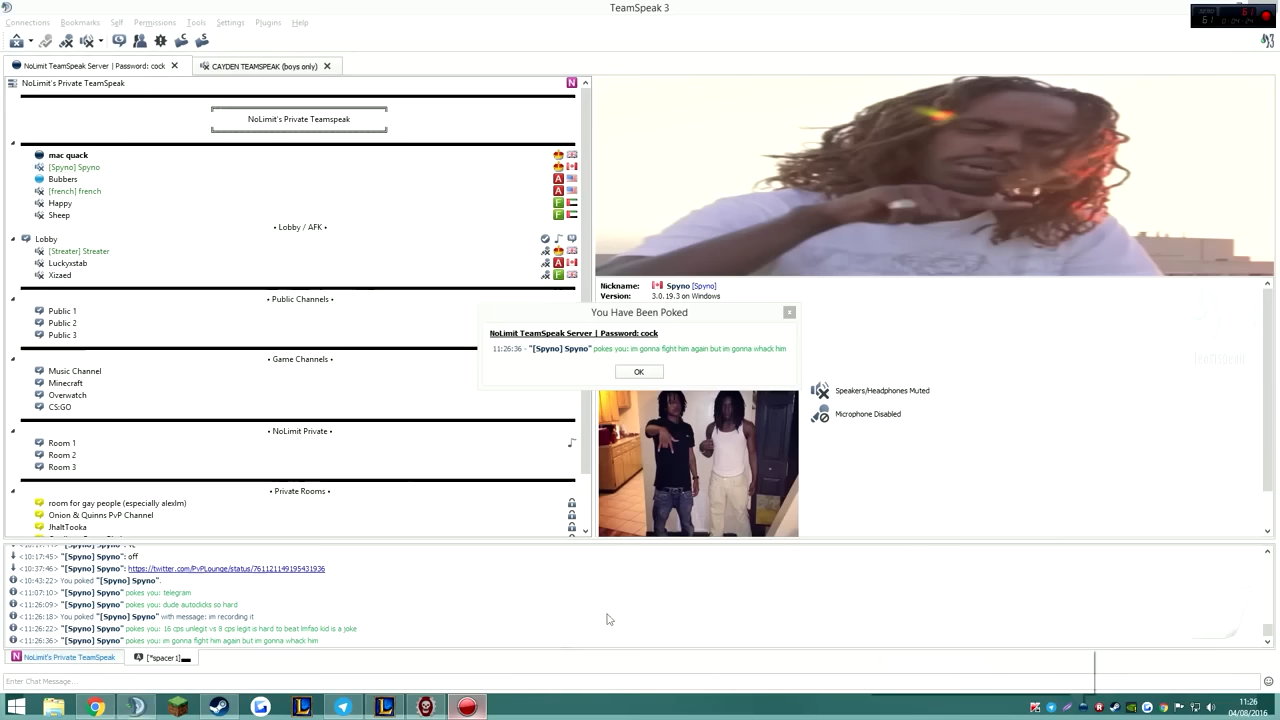 TeamSpeak 3
Connections Bookmarks Self Permissions Tools Settings Plugins Help
NoLimit TeamSpeak Server | Password: cock
CAYDEN TEAMSPEAK (boys only)
NoLimit's Private TeamSpeak
NoLimit's Private Teamspeak
mac quack
[Spyno] Spyno
Bubbers
[french] french
Happy
Sheep
• Lobby / AFK •
Lobby
[Streater] Streater
Luckyxstab
Xizaed
• Public Channels •
Public 1
Public 2
Public 3
• Game Channels •
Music Channel
Minecraft
Overwatch
CS:GO
• NoLimit Private •
Room 1
Room 2
Room 3
• Private Rooms •
room for gay people (especially alexlm)
Onion & Quinns PvP Channel
JhaltTooka
Nickname: Spyno [Spyno]
Version: 3.0.19.3 on Windows
Speakers/Headphones Muted
Microphone Disabled
You Have Been Poked
NoLimit TeamSpeak Server | Password: cock
11:26:36 - "[Spyno] Spyno" pokes you: im gonna fight him again but im gonna whack him
OK
<10:17:45> "[Spyno] Spyno": off
<10:37:46> "[Spyno] Spyno": https://twitter.com/PvPLounge/status/761121149195431936
<10:43:22> You poked "[Spyno] Spyno".
<11:07:10> "[Spyno] Spyno" pokes you: telegram
<11:26:09> "[Spyno] Spyno" pokes you: dude autoclicks so hard
<11:26:18> You poked "[Spyno] Spyno" with message: im recording it
<11:26:22> "[Spyno] Spyno" pokes you: 16 cps unlegit vs 8 cps legit is hard to beat lmfao kid is a joke
<11:26:36> "[Spyno] Spyno" pokes you: im gonna fight him again but im gonna whack him
NoLimit's Private TeamSpeak
[*spacer1]
Enter Chat Message...
11:26
04/08/2016